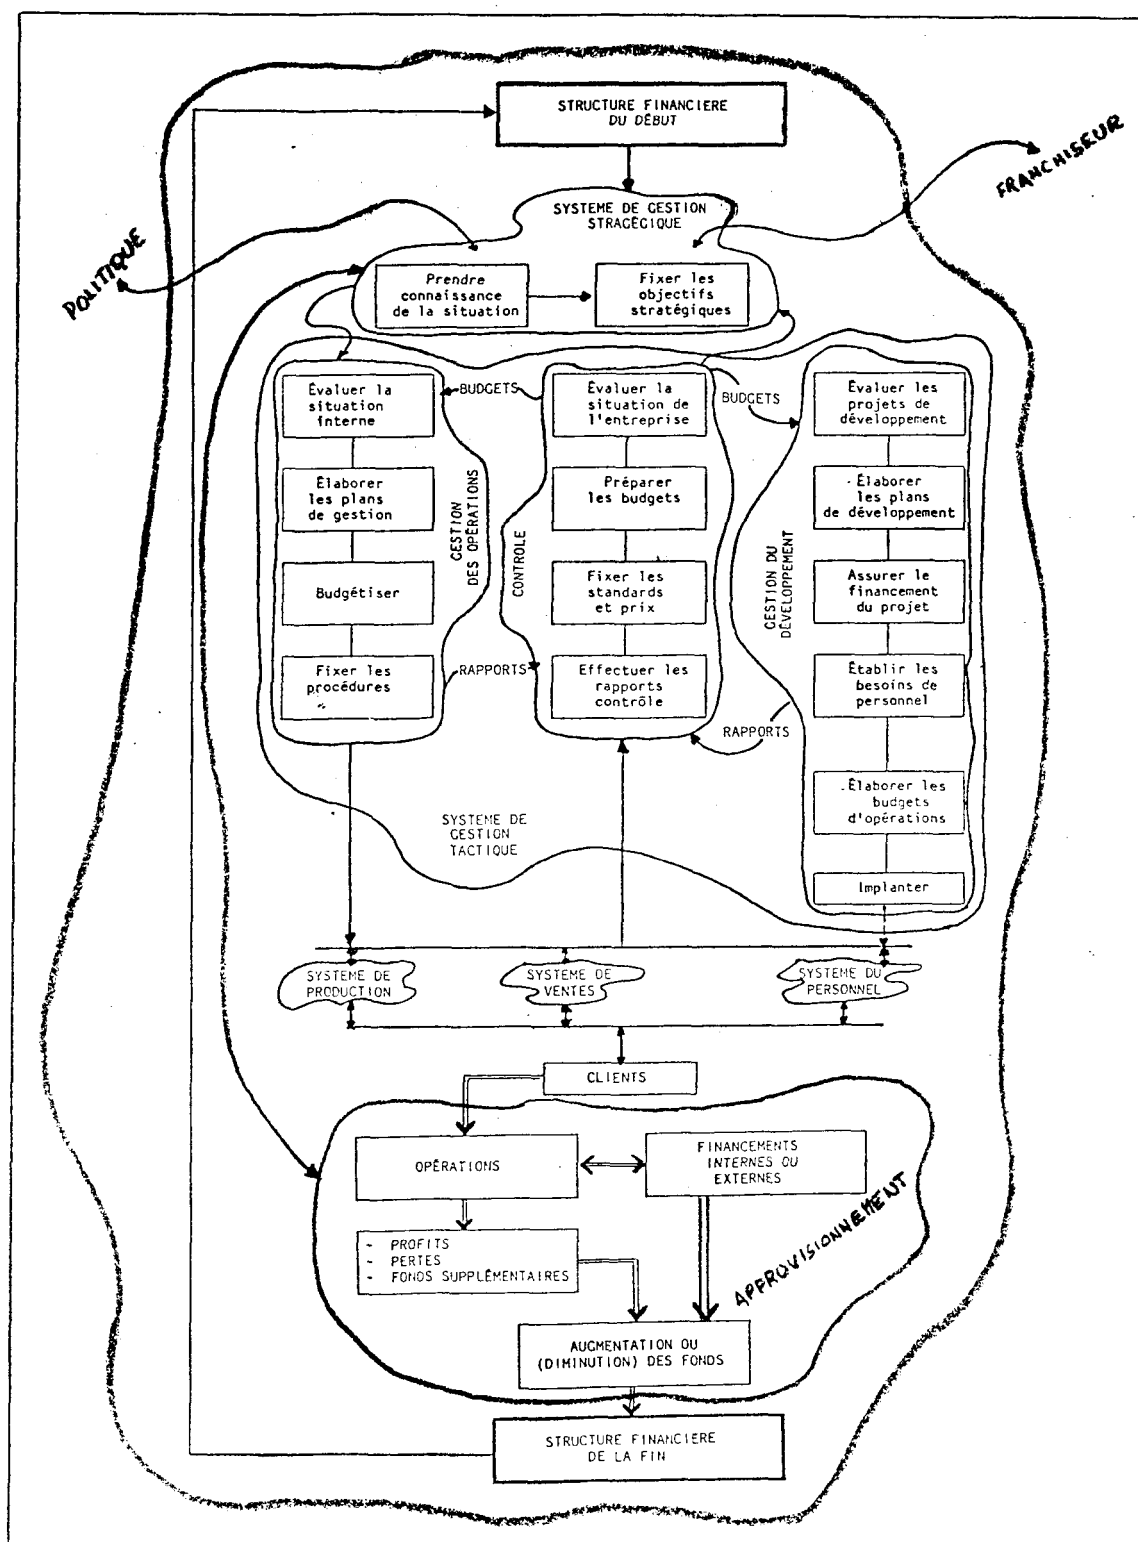 STRUCTURE FINANCIERE
DU DÉBUT
FRANCHISEUR
SYSTEME DE GESTION
STRAGÉGIQUE
POLITIQUE
Prendre
connaissance
de la situation
Fixer les
objectifs
stratégiques
Évaluer la
situation
interne
BUDGETS
Évaluer la
situation de
l'entreprise
BUDGETS
Évaluer les
projets de
développement
Élaborer
les plans
de gestion
GESTION
DES OPÉRATIONS
Préparer
les budgets
Élaborer
les plans
de développement
CONTROLE
GESTION DU
DÉVELOPPEMENT
Budgétiser
Fixer les
standards
et prix
Assurer le
financement
du projet
Fixer les
procédures
RAPPORTS
Effectuer les
rapports
contrôle
Établir les
besoins de
personnel
RAPPORTS
Élaborer les
budgets
d'opérations
SYSTEME DE
GESTION
TACTIQUE
Implanter
SYSTEME DE
PRODUCTION
SYSTEME DE
VENTES
SYSTEME DU
PERSONNEL
CLIENTS
OPÉRATIONS
FINANCEMENTS
INTERNES OU
EXTERNES
- PROFITS
- PERTES
- FONDS SUPPLÉMENTAIRES
APPROVISIONNEMENT
AUGMENTATION OU
(DIMINUTION) DES FONDS
STRUCTURE FINANCIERE
DE LA FIN